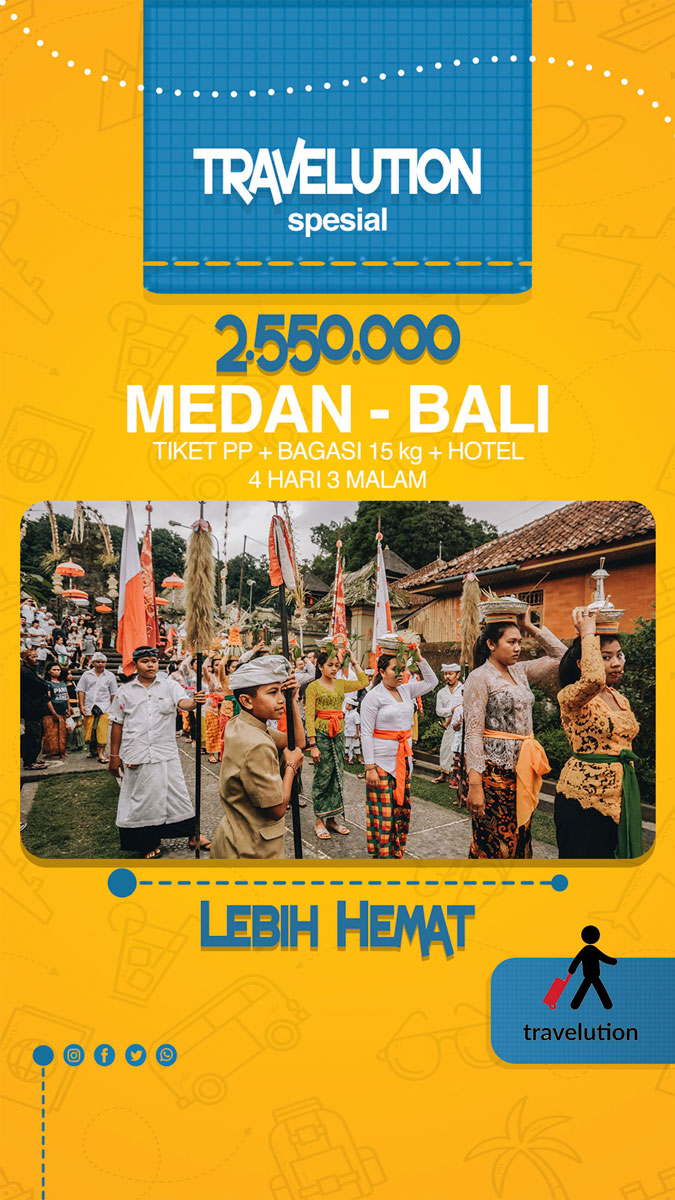 TRAVELUTION
spesial
2.550.000
MEDAN - BALI
TIKET PP + BAGASI 15 kg + HOTEL
4 HARI 3 MALAM
LEBIH HEMAT
travelution